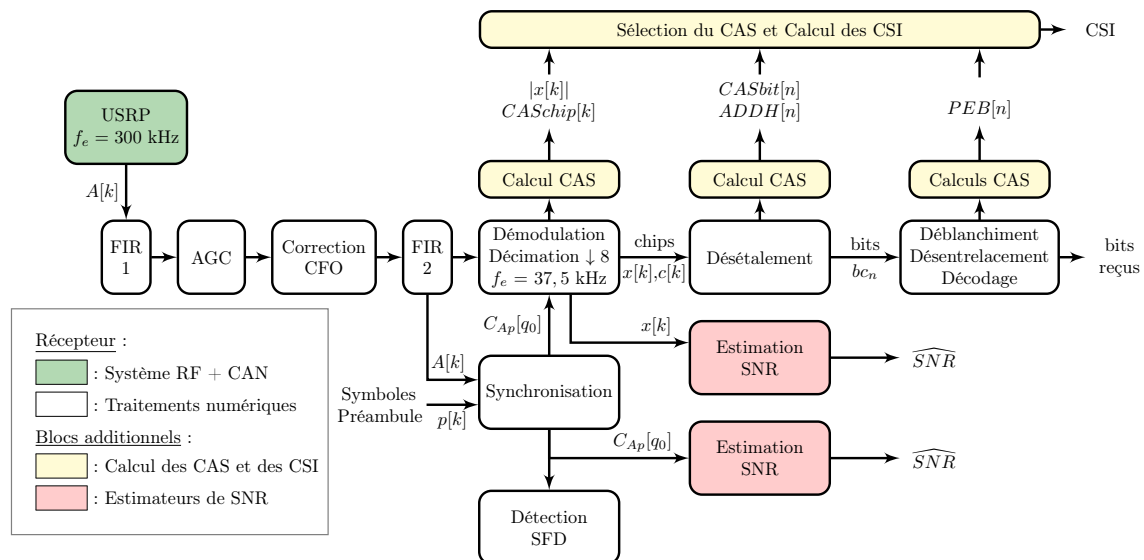 Sélection du CAS et Calcul des CSI
CSI
|x[k]|
CASchip[k]
CASbit[n]
ADDH[n]
PEB[n]
USRP
f_e = 300 kHz
A[k]
Calcul CAS
Calcul CAS
Calculs CAS
FIR
1
AGC
Correction
CFO
FIR
2
Démodulation
Décimation ↓ 8
f_e = 37, 5 kHz
chips
x[k],c[k]
Désétalement
bits
bc_n
Déblanchiment
Désentrelacement
Décodage
bits
reçus
C_{Ap}[q_0]
x[k]
A[k]
Symboles
Préambule
p[k]
Synchronisation
Estimation
SNR
\widehat{SNR}
C_{Ap}[q_0]
Estimation
SNR
\widehat{SNR}
Détection
SFD
Récepteur :
: Système RF + CAN
: Traitements numériques
Blocs additionnels :
: Calcul des CAS et des CSI
: Estimateurs de SNR